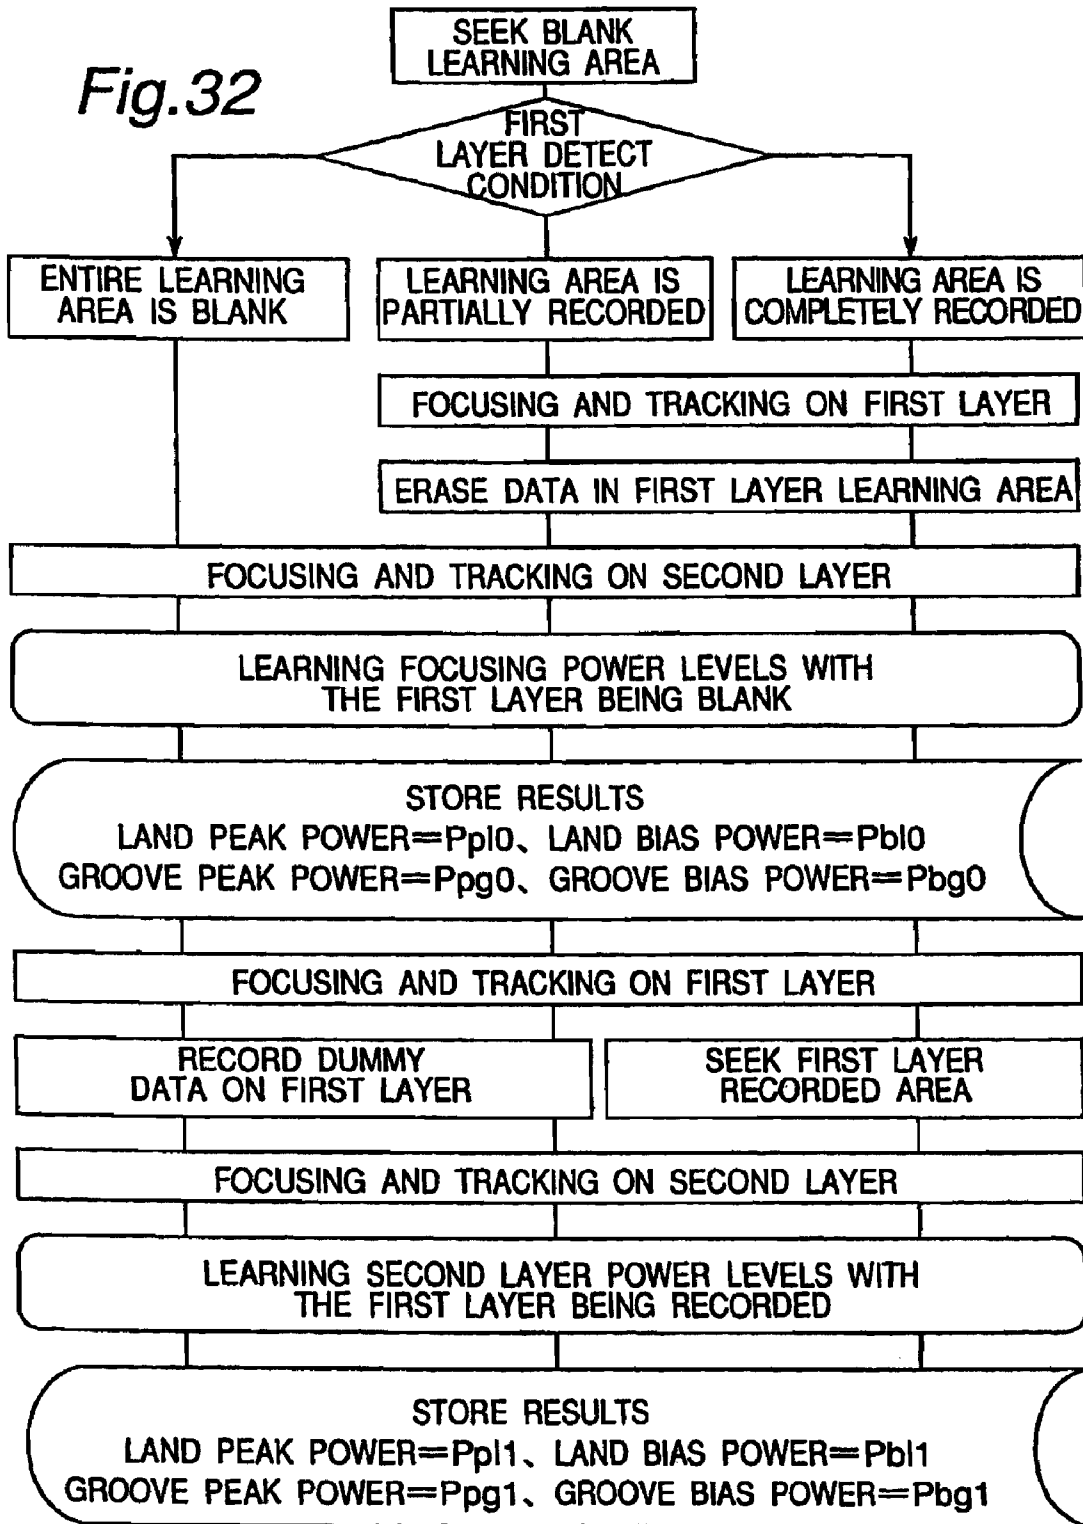 SEEK BLANK
LEARNING AREA
Fig.32
FIRST
LAYER DETECT
CONDITION
ENTIRE LEARNING
AREA IS BLANK
LEARNING AREA IS
PARTIALLY RECORDED
LEARNING AREA IS
COMPLETELY RECORDED
FOCUSING AND TRACKING ON FIRST LAYER
ERASE DATA IN FIRST LAYER LEARNING AREA
FOCUSING AND TRACKING ON SECOND LAYER
LEARNING FOCUSING POWER LEVELS WITH
THE FIRST LAYER BEING BLANK
STORE RESULTS
LAND PEAK POWER=Ppl0、LAND BIAS POWER=Pbl0
GROOVE PEAK POWER=Ppg0、GROOVE BIAS POWER=Pbg0
FOCUSING AND TRACKING ON FIRST LAYER
RECORD DUMMY
DATA ON FIRST LAYER
SEEK FIRST LAYER
RECORDED AREA
FOCUSING AND TRACKING ON SECOND LAYER
LEARNING SECOND LAYER POWER LEVELS WITH
THE FIRST LAYER BEING RECORDED
STORE RESULTS
LAND PEAK POWER=Ppl1、LAND BIAS POWER=Pbl1
GROOVE PEAK POWER=Ppg1、GROOVE BIAS POWER=Pbg1